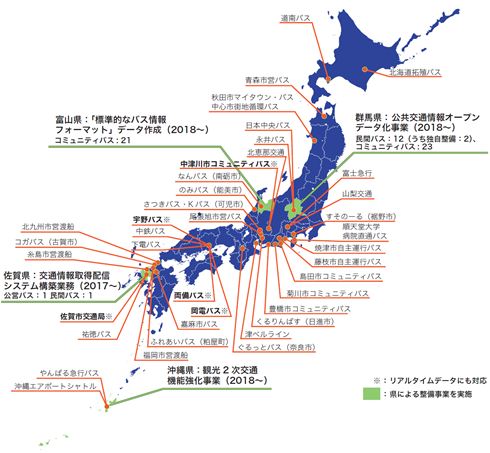 道南バス
北海道拓殖バス
青森市営バス
秋田市マイタウン・バス
中心市街地循環バス
富山県：「標準的なバス情報
フォーマット」データ作成（2018～）
コミュニティバス：21
群馬県：公共交通情報オープン
データ化事業（2018～）
民間バス：12（うち独自整備：2）、
コミュニティバス：23
日本中央バス
永井バス
北恵那交通
中津川市コミュニティバス※
なんバス（南砺市）
のみバス（能美市）
さつきバス・Kバス（可児市）
尾張旭市営バス
宇野バス※
中鉄バス
下電バス
富士急行
山梨交通
すそのーる（裾野市）
順天堂大学
病院直通バス
焼津市自主運行バス
藤枝市自主運行バス
島田市コミュニティバス
菊川市コミュニティバス
豊橋市コミュニティバス
くるりんばす（日進市）
津ベルライン
ぐるっとバス（奈良市）
北九州市営渡船
コガバス（古賀市）
糸島市営渡船
佐賀県：交通情報取得配信
システム構築業務（2017～）
公営バス：1 民間バス：1
両備バス※
岡電バス※
佐賀市交通局※
嘉麻市バス
祐徳バス
ふれあいバス（粕屋町）
福岡市営渡船
沖縄県：観光２次交通
機能強化事業（2018～）
やんばる急行バス
沖縄エアポートシャトル
※：リアルタイムデータにも対応
：県による整備事業を実施